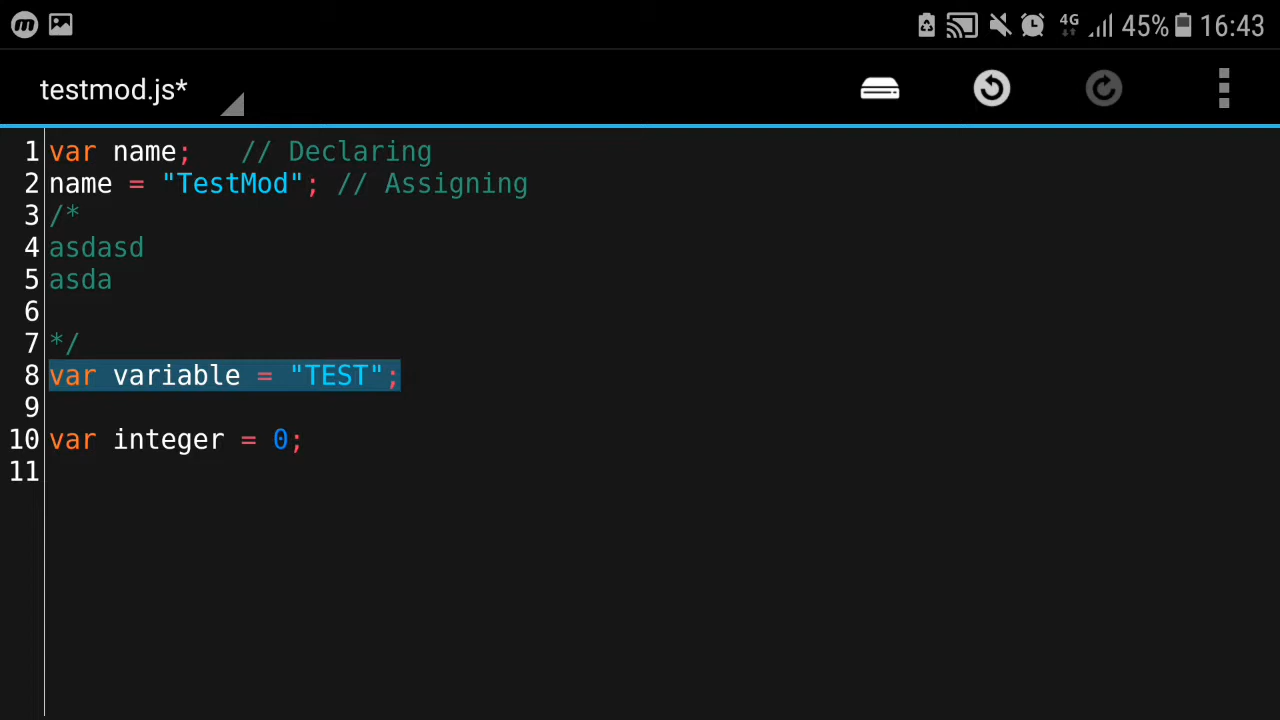 4G 45% 16:43
testmod.js*
1 var name;   // Declaring
2 name = "TestMod"; // Assigning
3 /*
4 asdasd
5 asda
6
7 */
8 var variable = "TEST";
9
10 var integer = 0;
11